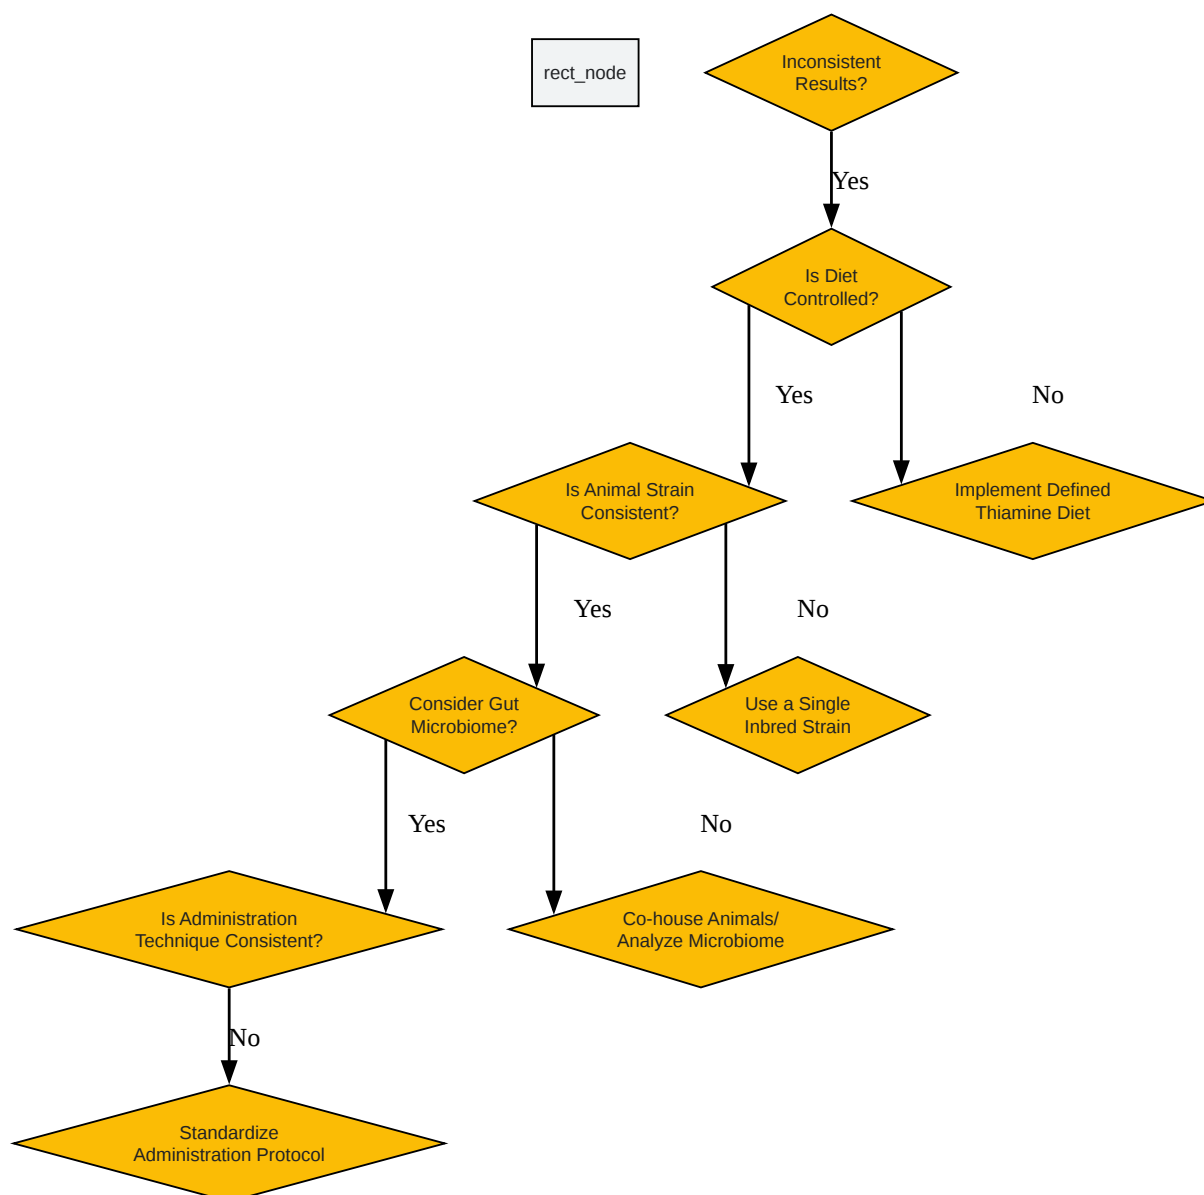 rect_node
Inconsistent
Results?
Yes
Is Diet
Controlled?
Yes
No
Is Animal Strain
Consistent?
Implement Defined
Thiamine Diet
Yes
No
Consider Gut
Microbiome?
Use a Single
Inbred Strain
Yes
No
Is Administration
Technique Consistent?
Co-house Animals/
Analyze Microbiome
No
Standardize
Administration Protocol